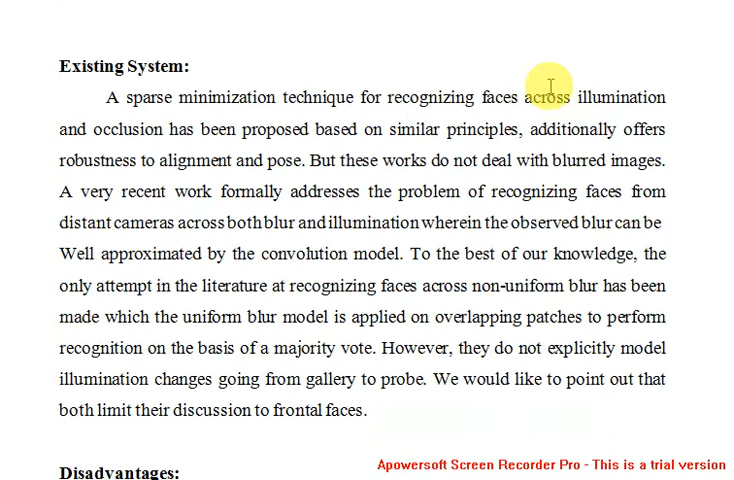 Existing System:
A sparse minimization technique for recognizing faces across illumination
and occlusion has been proposed based on similar principles, additionally offers
robustness to alignment and pose. But these works do not deal with blurred images.
A very recent work formally addresses the problem of recognizing faces from
distant cameras across both blur and illumination wherein the observed blur can be
Well approximated by the convolution model. To the best of our knowledge, the
only attempt in the literature at recognizing faces across non-uniform blur has been
made which the uniform blur model is applied on overlapping patches to perform
recognition on the basis of a majority vote. However, they do not explicitly model
illumination changes going from gallery to probe. We would like to point out that
both limit their discussion to frontal faces.
Disadvantages:
Apowersoft Screen Recorder Pro - This is a trial version